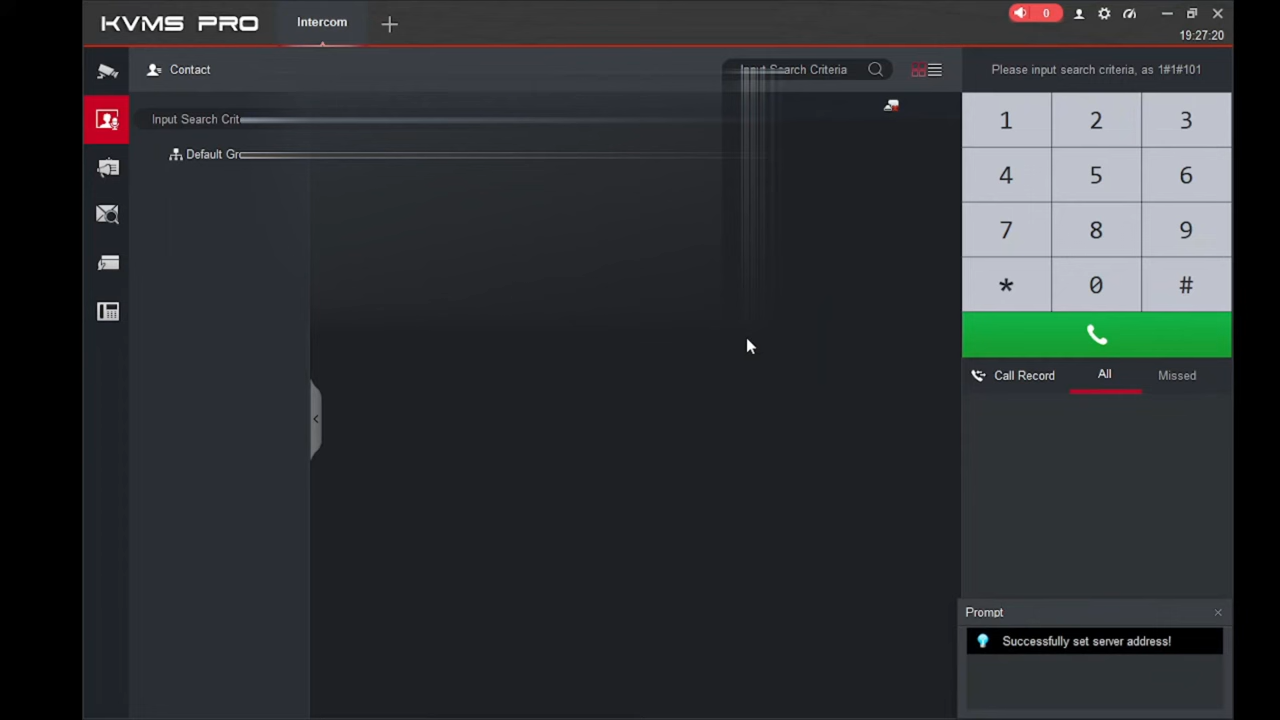 KVMS PRO
Intercom
0
19:27:20
Contact
Input Search Criteria
Please input search criteria, as 1#1#101
Input Search Crit
Default Gr
1 2 3
4 5 6
7 8 9
* 0 #
Call Record All Missed
Prompt
Successfully set server address!